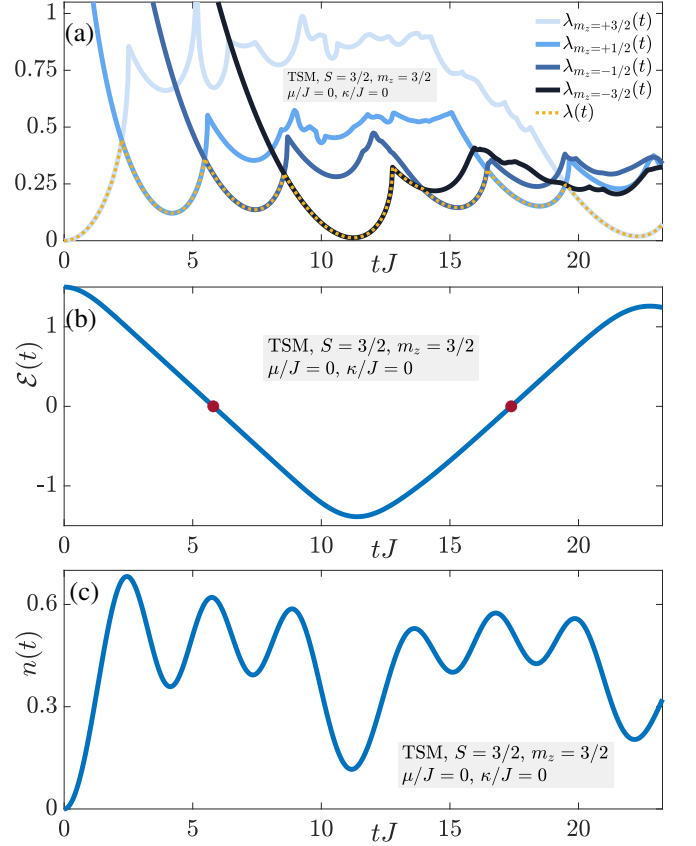 (a)
1
0.75
0.5
0.25
0
TSM, S = 3/2, m_z = 3/2
μ/J = 0, κ/J = 0
λ_{m_z=+3/2}(t)
λ_{m_z=+1/2}(t)
λ_{m_z=−1/2}(t)
λ_{m_z=−3/2}(t)
λ(t)
0 5 10 15 20
tJ
(b)
ℰ(t)
1
0
-1
TSM, S = 3/2, m_z = 3/2
μ/J = 0, κ/J = 0
0 5 10 15 20
tJ
(c)
n(t)
0.6
0.3
0
TSM, S = 3/2, m_z = 3/2
μ/J = 0, κ/J = 0
0 5 10 15 20
tJ